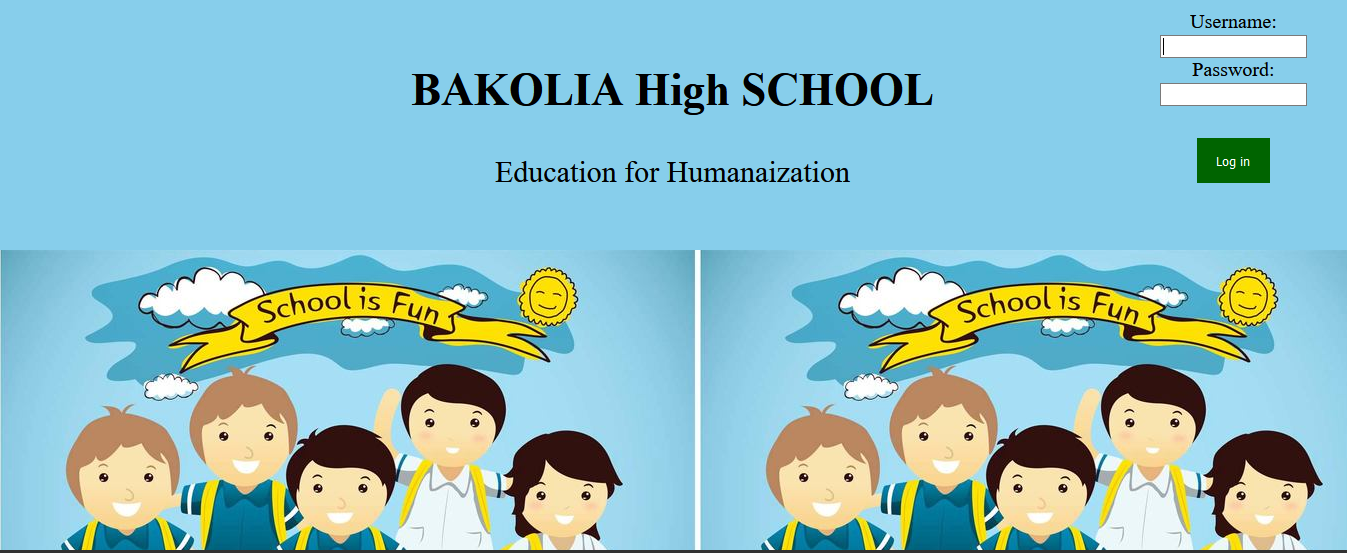 Username:
BAKOLIA High SCHOOL
Password:
Education for Humanaization
Log in
School is Fun
School is Fun